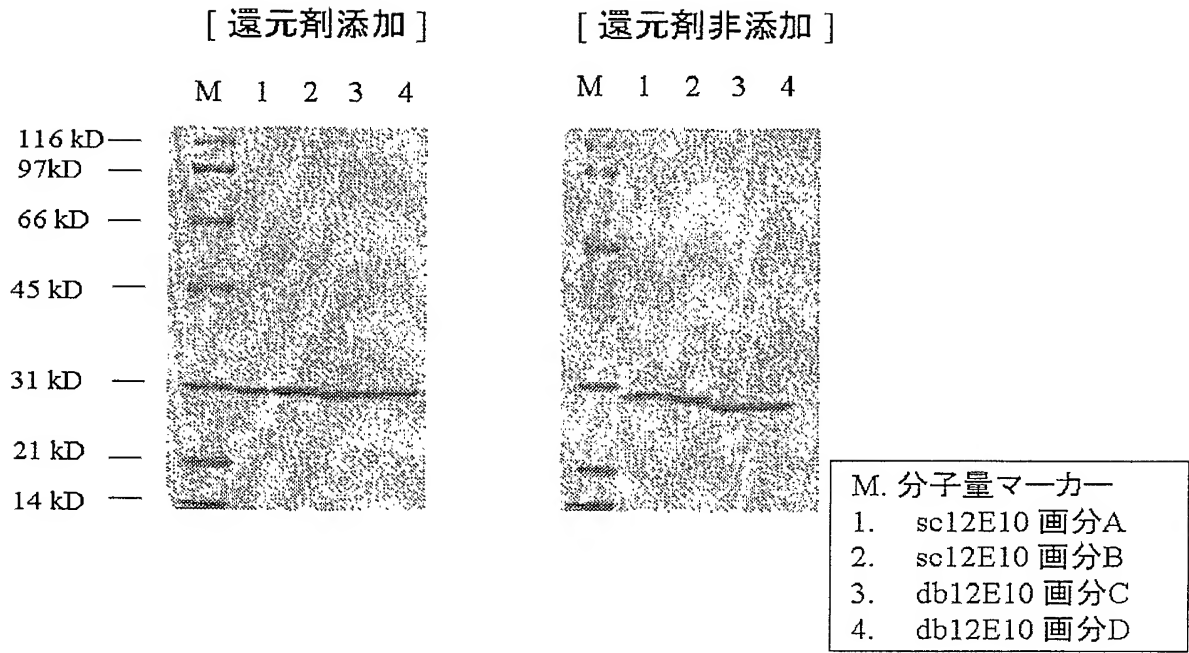 [ 還元剤添加 ]
[ 還元剤非添加 ]
M 1 2 3 4
M 1 2 3 4
116 kD
97kD
66 kD
45 kD
31 kD
21 kD
14 kD
M. 分子量マーカー
1. sc12E10 画分A
2. sc12E10 画分B
3. db12E10 画分C
4. db12E10 画分D